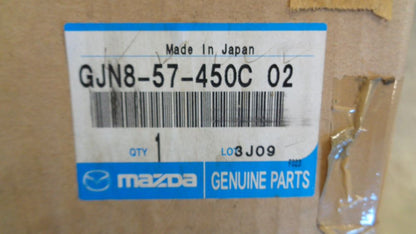 Made In Japan
GJN8-57-450C 02
QTY 1 LOT 3J09
mazda GENUINE PARTS